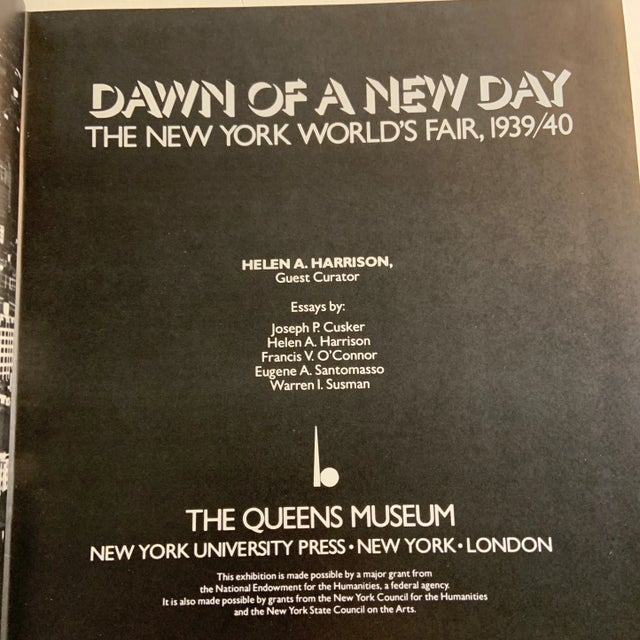 DAWN OF A NEW DAY
THE NEW YORK WORLD'S FAIR, 1939/40
HELEN A. HARRISON,
Guest Curator
Essays by:
Joseph P. Cusker
Helen A. Harrison
Francis V. O'Connor
Eugene A. Santomasso
Warren I. Susman
THE QUEENS MUSEUM
NEW YORK UNIVERSITY PRESS • NEW YORK • LONDON
This exhibition is made possible by a major grant from
the National Endowment for the Humanities, a federal agency.
It is also made possible by grants from the New York Council for the Humanities
and the New York State Council on the Arts.